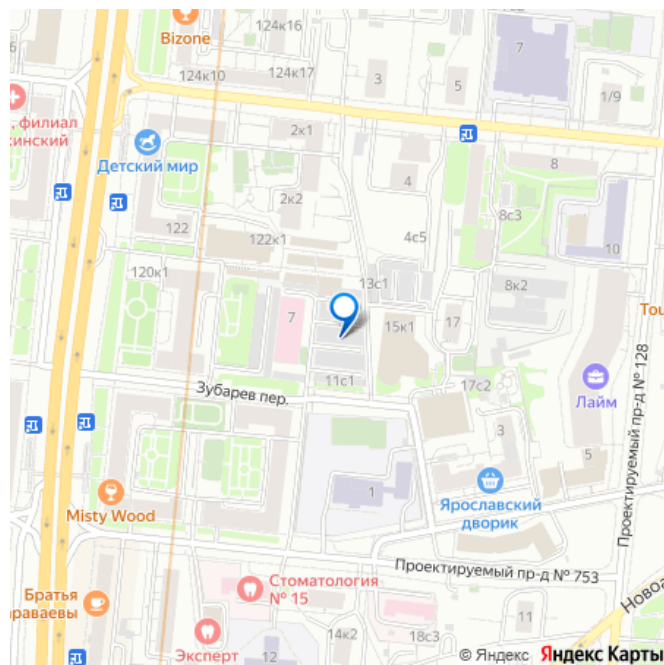 124к16
Bizone
7
124к10
124к17
3
5
1/9
, филиал
кинский
2к1
Детский мир
4
8
2к2
8с3
122
122к1
4с5
10
120к1
13с1
8к2
7
15к1
17
Tou
Зубарев пер.
11с1
17с2
Лайм
Проектируемый пр-д № 128
3
5
1
Misty Wood
Ярославский
дворик
Проектируемый пр-д № 753
Братья
араваевы
Стоматология
№ 15
Новоа
11
Эксперт
12
14к2
18с3
© Яндекс Яндекс Карты